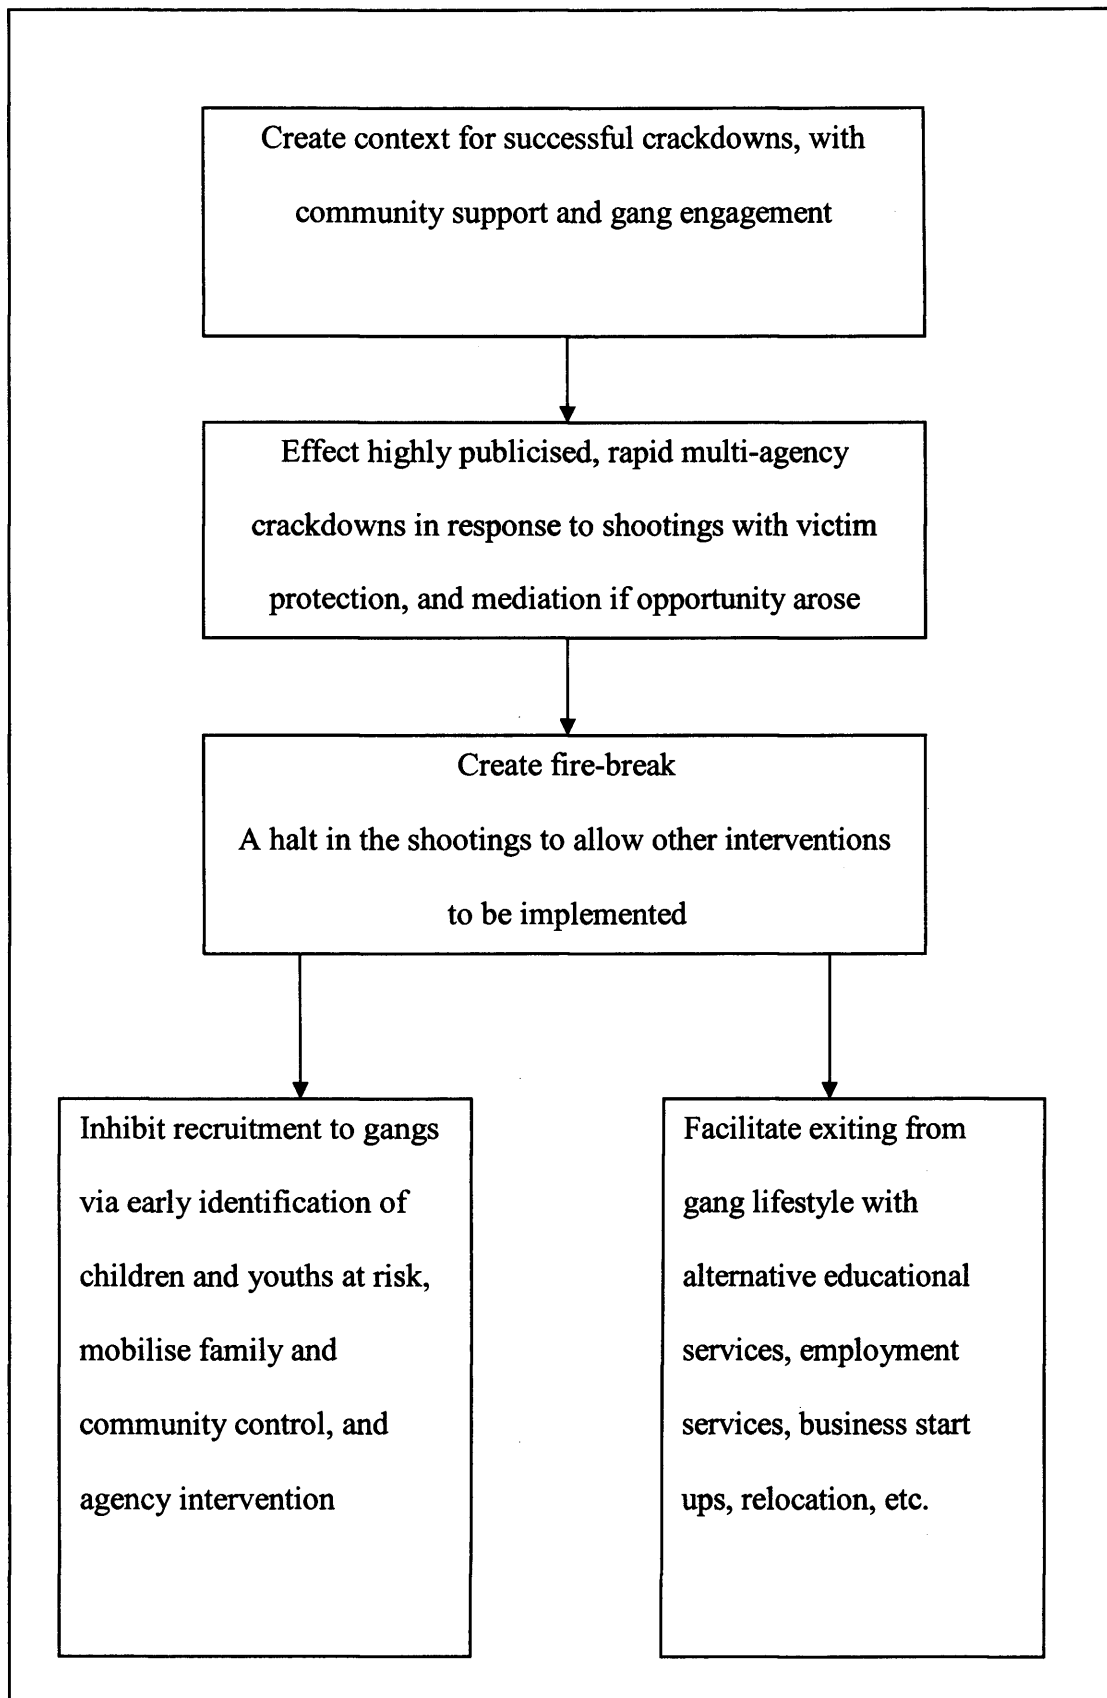 Create context for successful crackdowns, with
community support and gang engagement
Effect highly publicised, rapid multi-agency
crackdowns in response to shootings with victim
protection, and mediation if opportunity arose
Create fire-break
A halt in the shootings to allow other interventions
to be implemented
Inhibit recruitment to gangs
via early identification of
children and youths at risk,
mobilise family and
community control, and
agency intervention
Facilitate exiting from
gang lifestyle with
alternative educational
services, employment
services, business start
ups, relocation, etc.